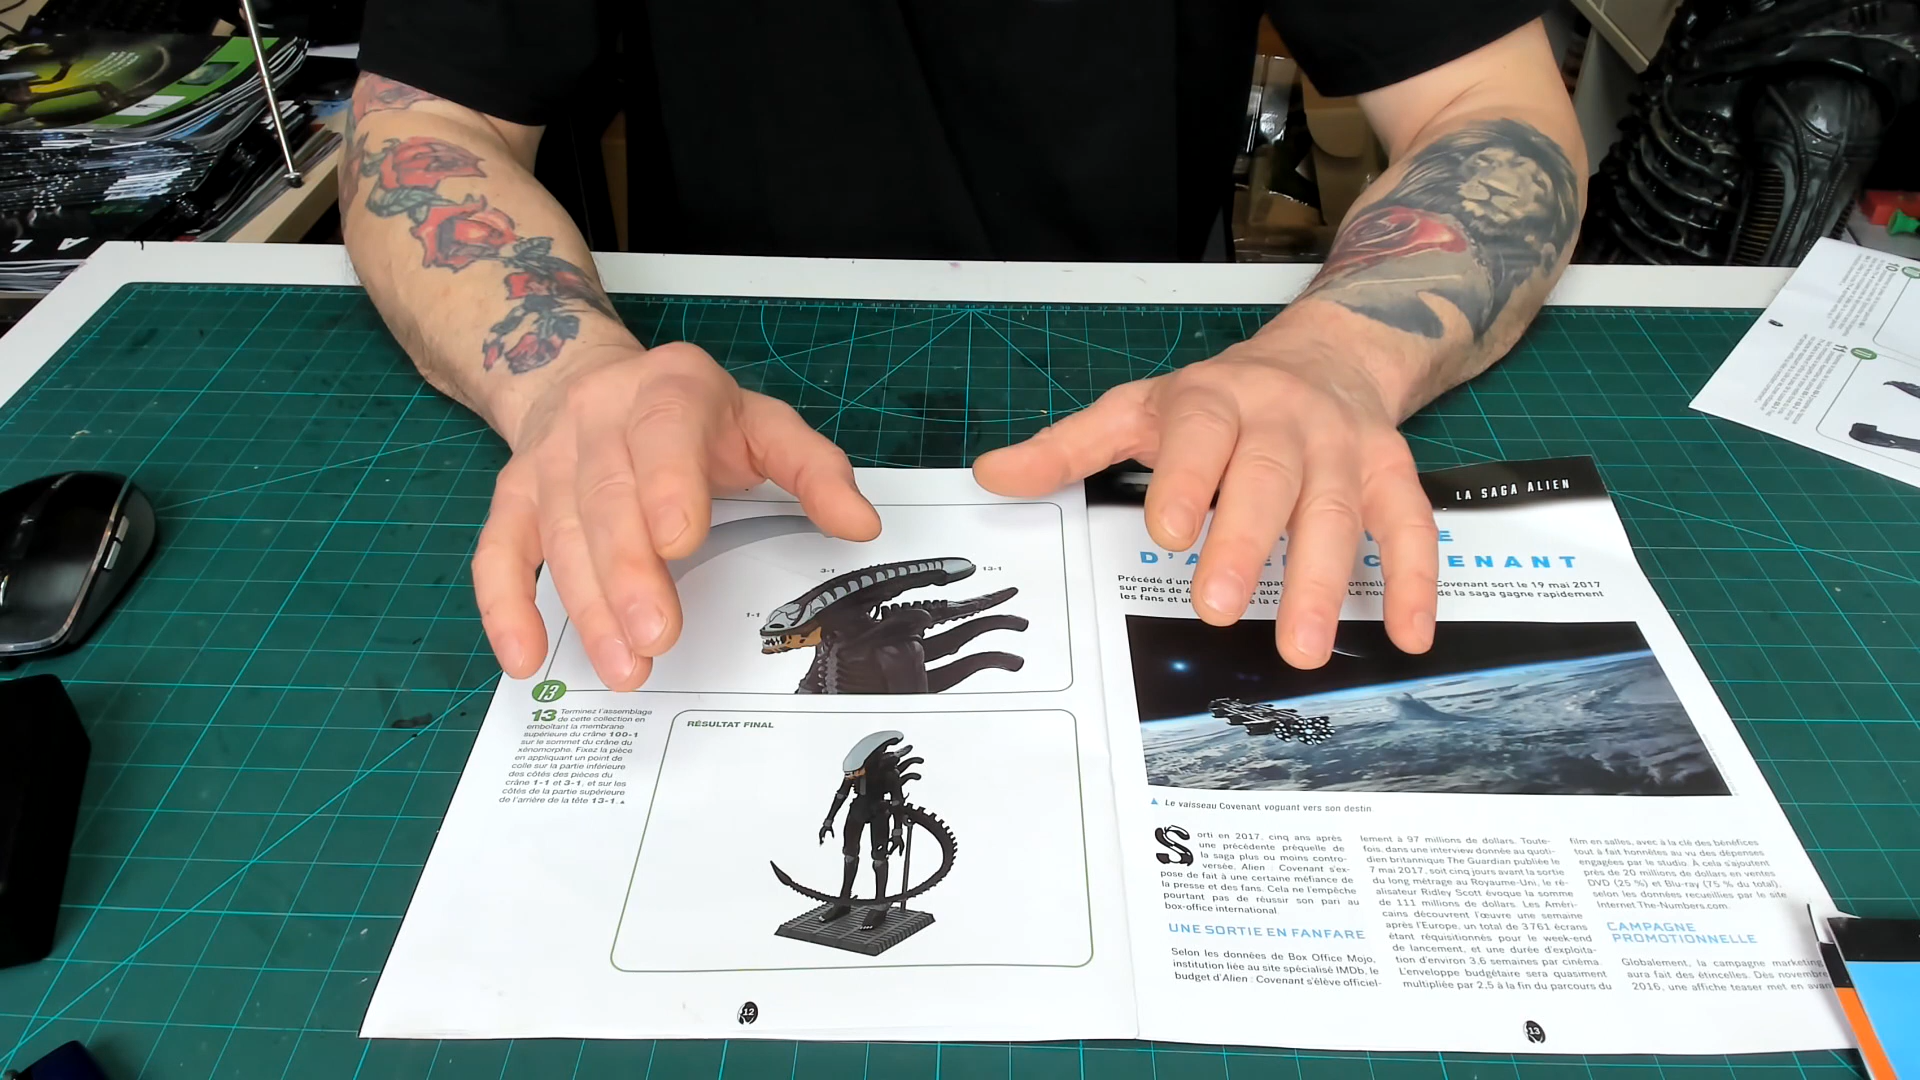 3-1
13-1
1-1
13
13 Terminez l'assemblage
de cette collection en
emboîtant la membrane
supérieure du crâne 100-1
sur le sommet du crâne du
xénomorphe. Fixez la pièce
en appliquant un point de
colle sur la partie inférieure
des côtés des pièces du
crâne 1-1 et 3-1, et sur les
côtés de la partie supérieure
de l'arrière de la tête 13-1.▲
RÉSULTAT FINAL
12
LA SAGA ALIEN
Précédé d'une
Covenant sort le 19 mai 2017
sur près de
aux
de la saga gagne rapidement
les fans et
▲ Le vaisseau Covenant voguant vers son destin
Sorti en 2017, cinq ans après
une précédente préquelle de
la saga plus ou moins contro-
versée, Alien : Covenant s'ex-
pose de fait à une certaine méfiance de
la presse et des fans. Cela ne l'empêche
pourtant pas de réussir son pari au
box-office international.
UNE SORTIE EN FANFARE
Selon les données de Box Office Mojo,
institution liée au site spécialisé IMDb, le
budget d'Alien : Covenant s'élève officiel-
lement à 97 millions de dollars. Toute-
fois, dans une interview donnée au quoti-
dien britannique The Guardian publiée le
7 mai 2017, soit cinq jours avant la sortie
du long métrage au Royaume-Uni, le ré-
alisateur Ridley Scott évoque la somme
de 111 millions de dollars. Les Améri-
cains découvrent l'œuvre une semaine
après l'Europe, un total de 3761 écrans
étant réquisitionnés pour le week-end
de lancement, et une durée d'exploita-
tion d'environ 3,6 semaines par cinéma.
L'enveloppe budgétaire sera quasiment
multipliée par 2,5 à la fin du parcours du
film en salles, avec à la clé des bénéfices
tout à fait honnêtes au vu des dépenses
engagées par le studio. À cela s'ajoutent
près de 20 millions de dollars en ventes
DVD (25 %) et Blu-ray (75 % du total),
selon les données recueillies par le site
Internet The-Numbers.com.
CAMPAGNE
PROMOTIONNELLE
Globalement, la campagne marketing
aura fait des étincelles. Dès novembre
2016, une affiche teaser met en avan
13
10
11
A L